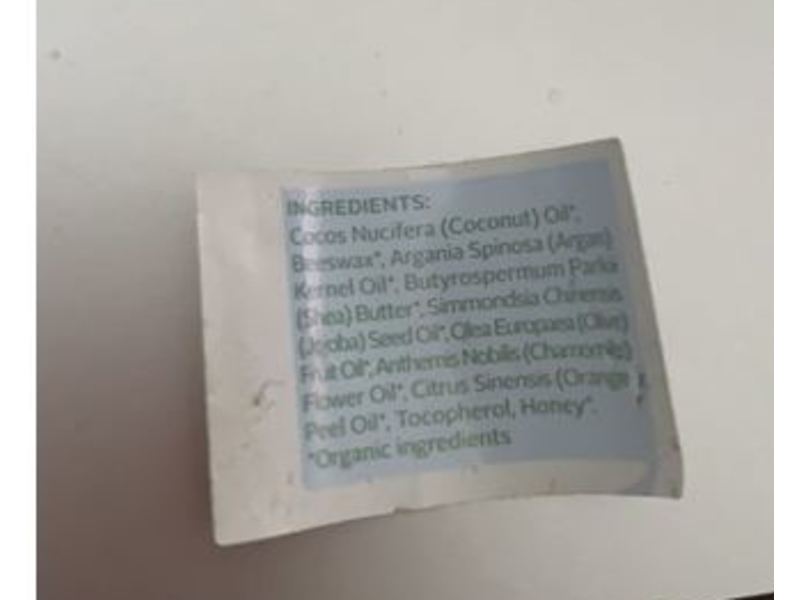 INGREDIENTS:
Cocos Nucifera (Coconut) Oil*,
Beeswax*, Argania Spinosa (Argan)
Kernel Oil*, Butyrospermum Parkii
(Shea) Butter*, Simmondsia Chinensis
(Jojoba) Seed Oil*, Olea Europaea (Olive)
Fruit Oil*, Anthemis Nobilis (Chamomile)
Flower Oil*, Citrus Sinensis (Orange
Peel Oil*, Tocopherol, Honey*.
*Organic ingredients